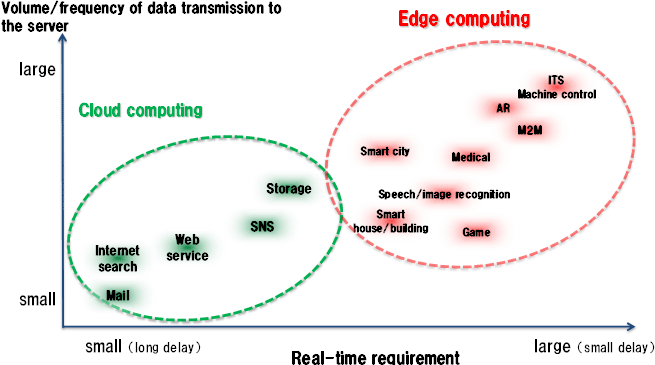 Volume/frequency of data transmission to
the server
Edge computing
large
ITS
Machine control
AR
Cloud computing
M2M
Smart city
Medical
Storage
Speech/image recognition
Smart
house/building
SNS
Game
Web
service
Internet
search
Mail
small
small (long delay)
large (small delay)
Real-time requirement